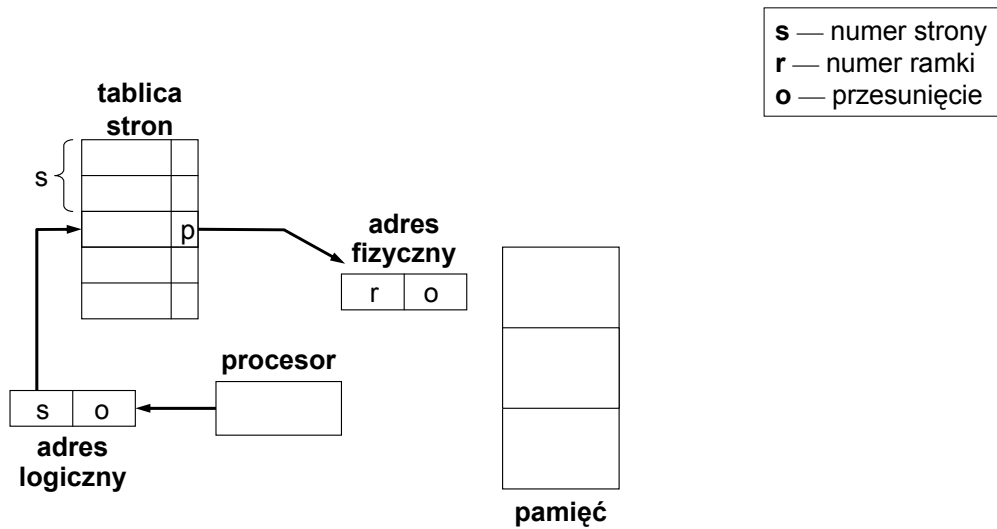 s — numer strony
r — numer ramki
o — przesunięcie
tablica
stron
s
p
adres
fizyczny
r o
procesor
s o
adres
logiczny
pamięć